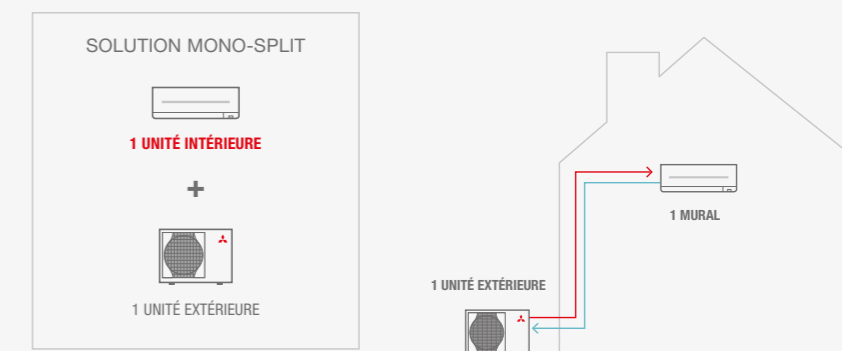 SOLUTION MONO-SPLIT
1 UNITÉ INTÉRIEURE
+
1 UNITÉ EXTÉRIEURE
1 MURAL
1 UNITÉ EXTÉRIEURE